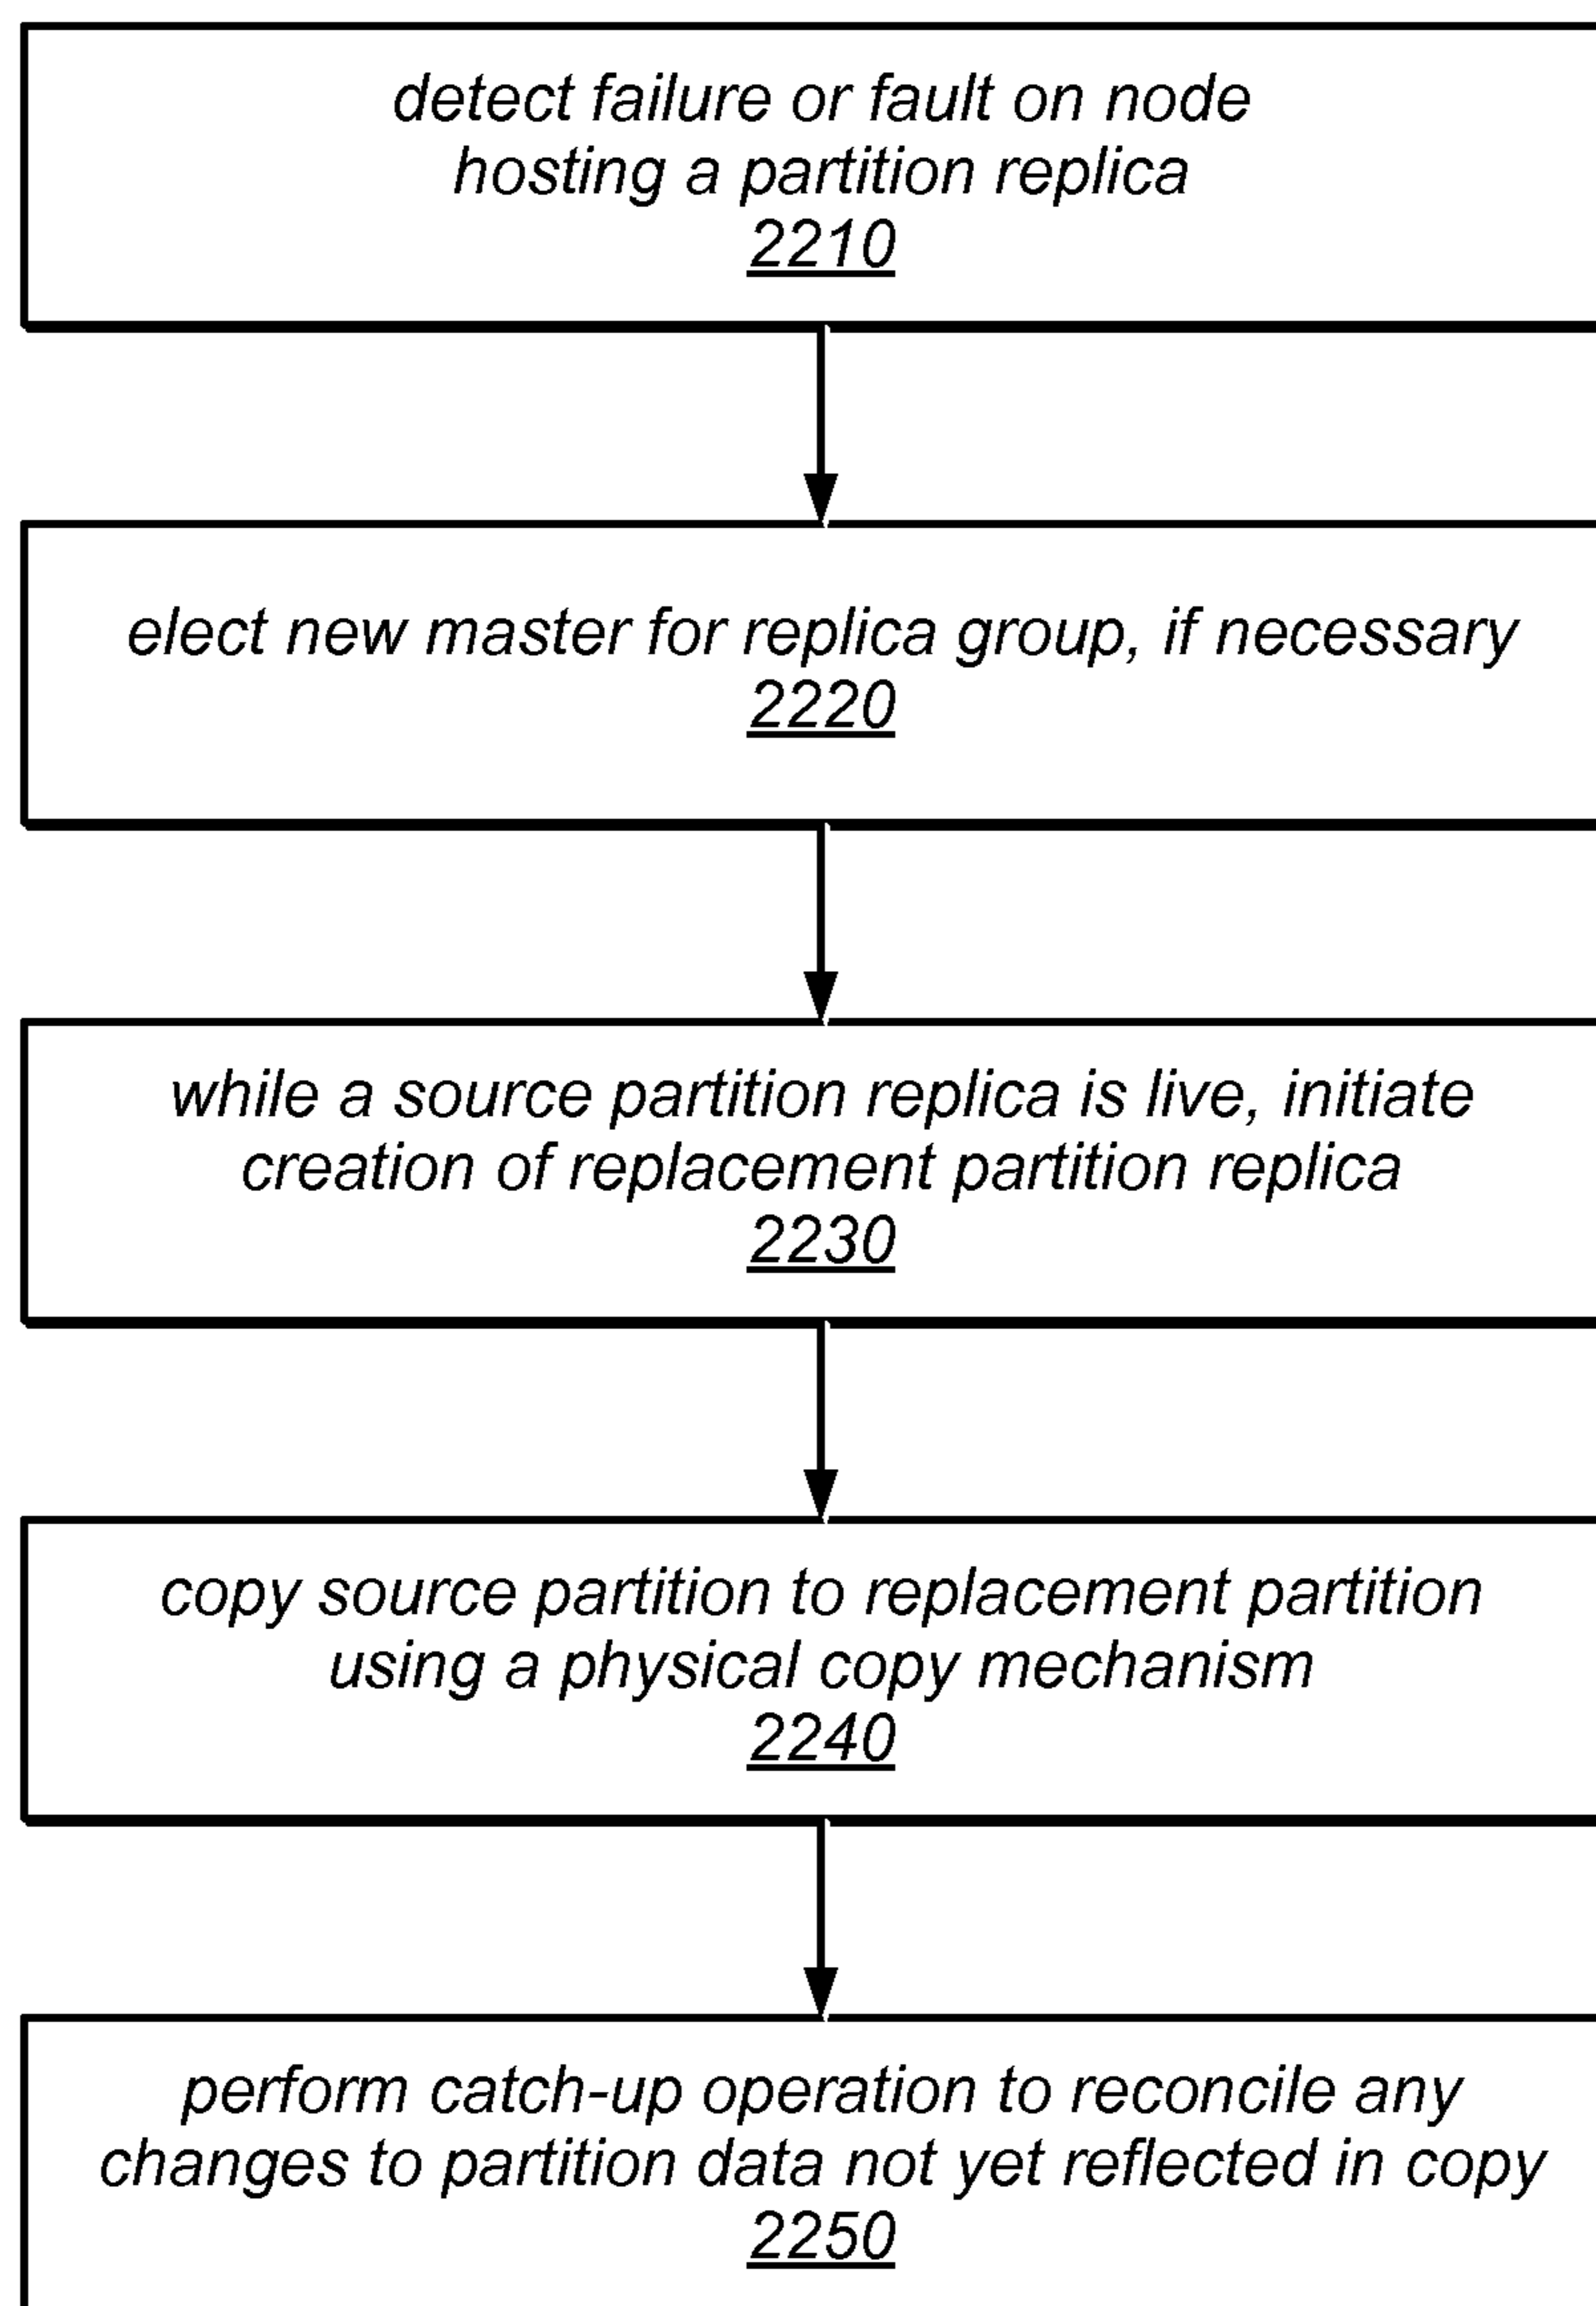 detect failure or fault on node
hosting a partition replica
2210
elect new master for replica group, if necessary
2220
while a source partition replica is live, initiate
creation of replacement partition replica
2230
copy source partition to replacement partition
using a physical copy mechanism
2240
perform catch-up operation to reconcile any
changes to partition data not yet reflected in copy
2250